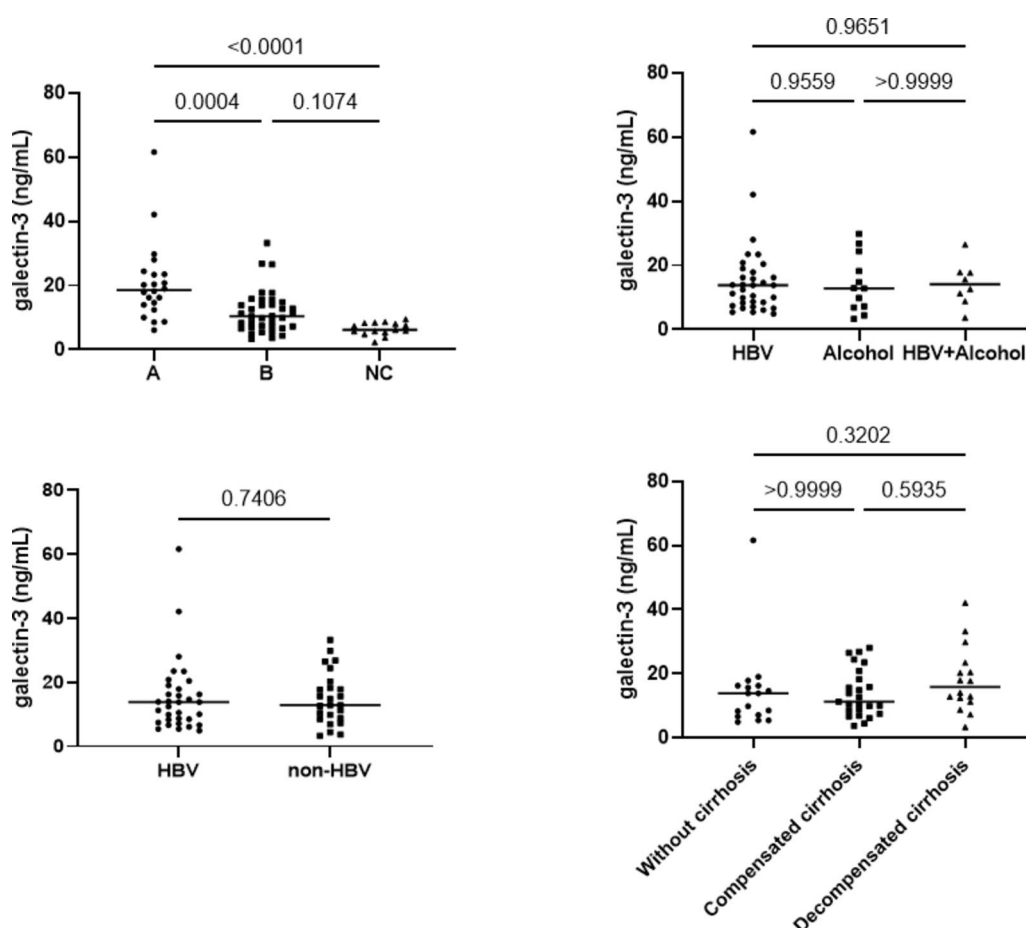 <0.0001
0.0004 0.1074
galectin-3 (ng/mL)
80
60
40
20
0
A B NC
0.9651
0.9559 >0.9999
galectin-3 (ng/mL)
80
60
40
20
0
HBV Alcohol HBV+Alcohol
0.7406
galectin-3 (ng/mL)
80
60
40
20
0
HBV non-HBV
0.3202
>0.9999 0.5935
galectin-3 (ng/mL)
80
60
40
20
0
Without cirrhosis
Compensated cirrhosis
Decompensated cirrhosis